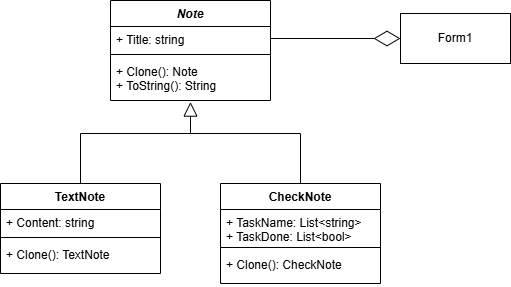 Note
+ Title: string
+ Clone(): Note
+ ToString(): String
Form1
TextNote
+ Content: string
+ Clone(): TextNote
CheckNote
+ TaskName: List<string>
+ TaskDone: List<bool>
+ Clone(): CheckNote